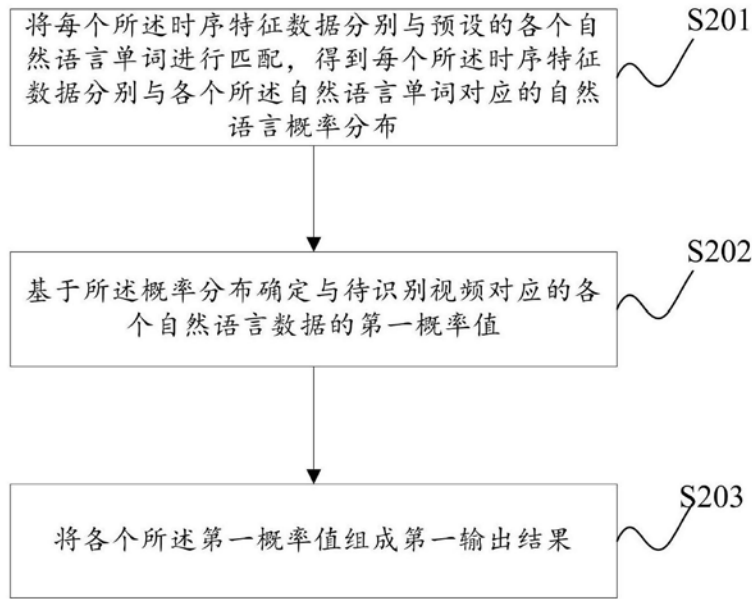 将每个所述时序特征数据分别与预设的各个自
然语言单词进行匹配，得到每个所述时序特征
数据分别与各个所述自然语言单词对应的自然
语言概率分布
S201
基于所述概率分布确定与待识别视频对应的各
个自然语言数据的第一概率值
S202
将各个所述第一概率值组成第一输出结果
S203